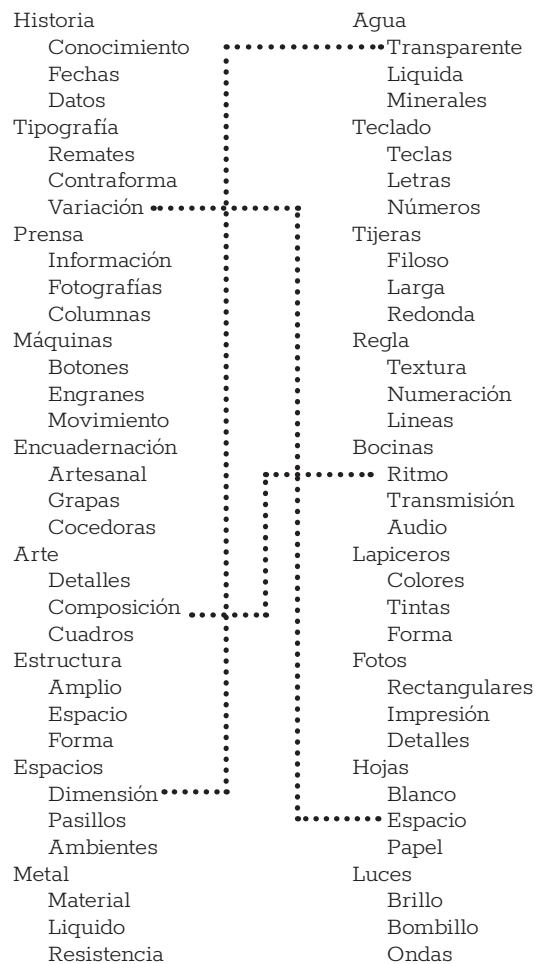 Historia
Conocimiento
Fechas
Datos
Tipografía
Remates
Contraforma
Variación
Prensa
Información
Fotografías
Columnas
Máquinas
Botones
Engranes
Movimiento
Encuadernación
Artesanal
Grapas
Cocedoras
Arte
Detalles
Composición
Cuadros
Estructura
Amplio
Espacio
Forma
Espacios
Dimensión
Pasillos
Ambientes
Metal
Material
Liquido
Resistencia
Agua
Transparente
Liquida
Minerales
Teclado
Teclas
Letras
Números
Tijeras
Filoso
Larga
Redonda
Regla
Textura
Numeración
Lineas
Bocinas
Ritmo
Transmisión
Audio
Lapiceros
Colores
Tintas
Forma
Fotos
Rectangulares
Impresión
Detalles
Hojas
Blanco
Espacio
Papel
Luces
Brillo
Bombillo
Ondas